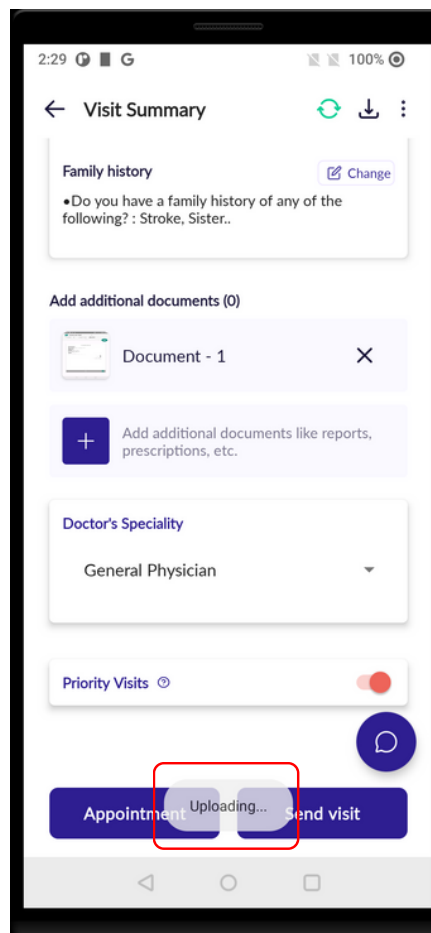 2:29 G 100%
Visit Summary
Family history
Change
•Do you have a family history of any of the
following? : Stroke, Sister..
Add additional documents (0)
Document - 1
Add additional documents like reports,
prescriptions, etc.
Doctor's Speciality
General Physician
Priority Visits
Appointment
Uploading...
Send visit